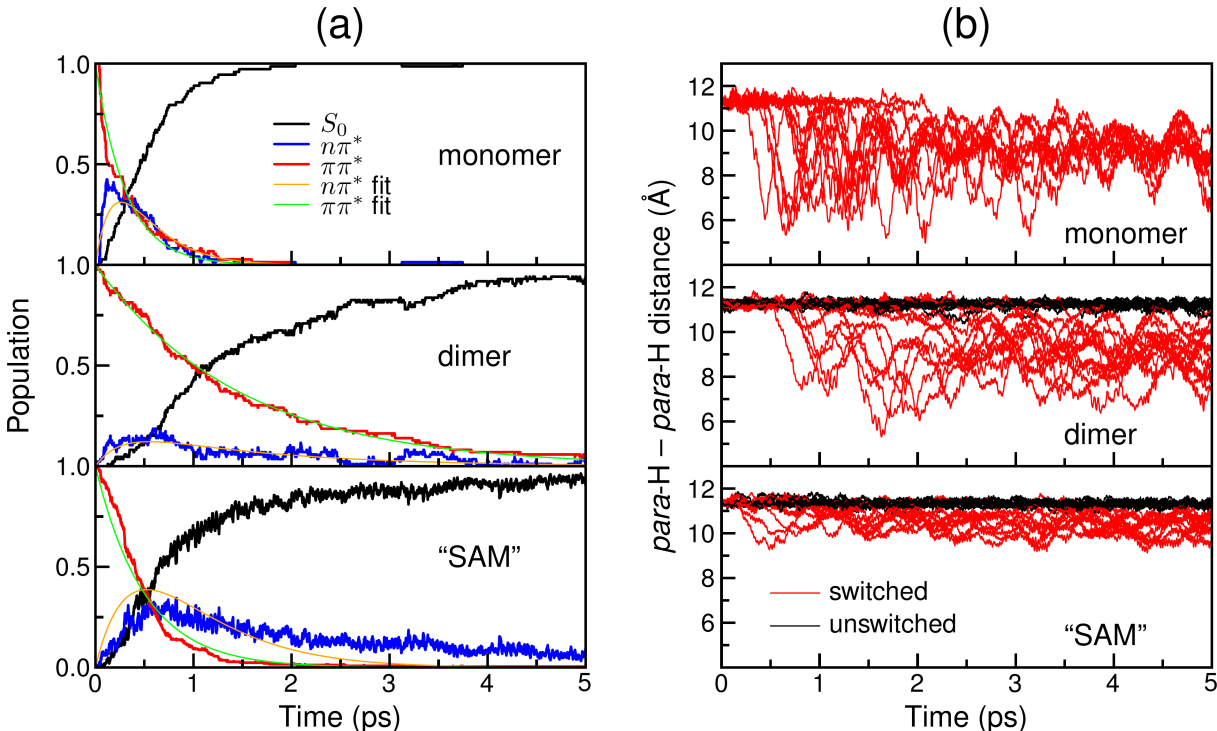 (a)
1.0
S₀
nπ*
ππ*
nπ* fit
ππ* fit
monomer
0.5
1.0
dimer
0.5
1.0
"SAM"
0.5
0.0
0 1 2 3 4 5
Time (ps)
Population
(b)
12
10
8
6
monomer
12
10
8
6
dimer
12
10
8
6
switched
unswitched
"SAM"
0 1 2 3 4 5
Time (ps)
para-H – para-H distance (Å)